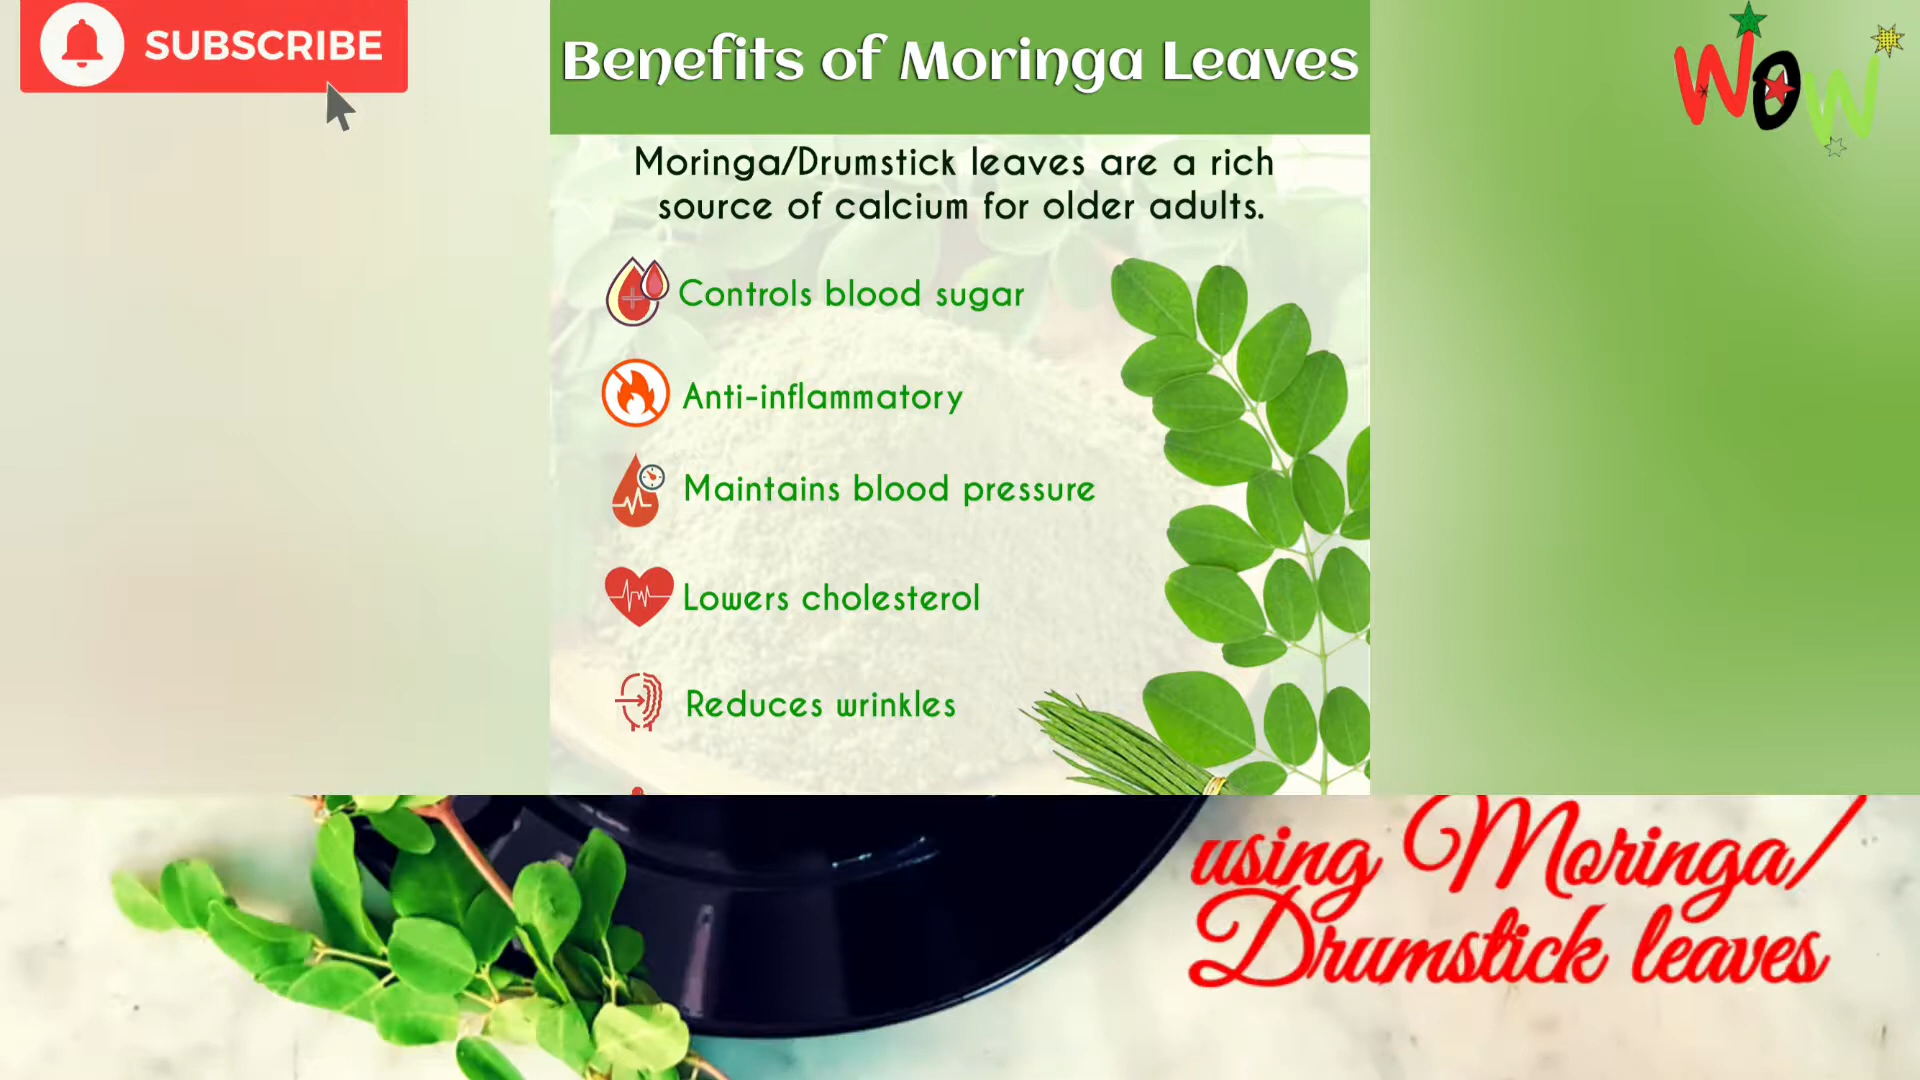 SUBSCRIBE
Benefits of Moringa Leaves
WOW
Moringa/Drumstick leaves are a rich
source of calcium for older adults.
Controls blood sugar
Anti-inflammatory
Maintains blood pressure
Lowers cholesterol
Reduces wrinkles
using Moringa/
Drumstick leaves